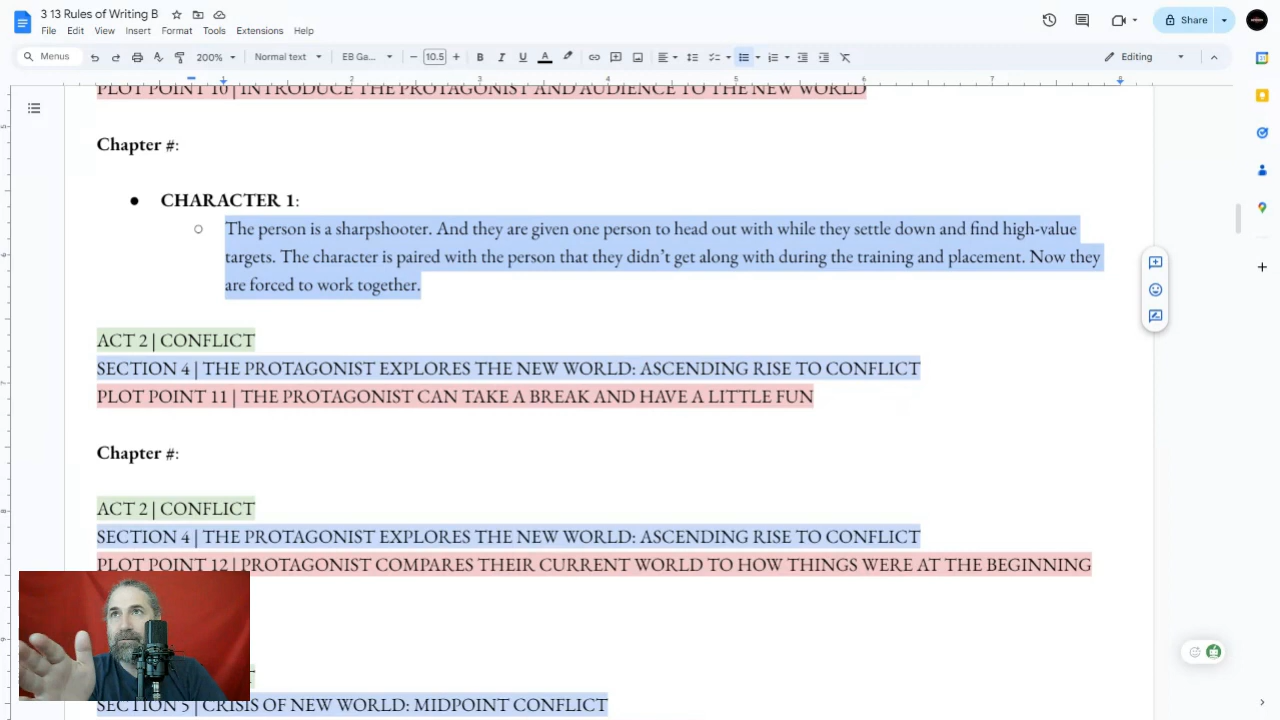 3 13 Rules of Writing B
File Edit View Insert Format Tools Extensions Help
Share
Menus 200% Normal text EB Ga... 10.5 Editing
1 2 3 4 5 6 7 8
PLOT POINT 10 | INTRODUCE THE PROTAGONIST AND AUDIENCE TO THE NEW WORLD
Chapter #:
CHARACTER 1:
The person is a sharpshooter. And they are given one person to head out with while they settle down and find high-value
targets. The character is paired with the person that they didn’t get along with during the training and placement. Now they
are forced to work together.
ACT 2 | CONFLICT
SECTION 4 | THE PROTAGONIST EXPLORES THE NEW WORLD: ASCENDING RISE TO CONFLICT
PLOT POINT 11 | THE PROTAGONIST CAN TAKE A BREAK AND HAVE A LITTLE FUN
Chapter #:
ACT 2 | CONFLICT
SECTION 4 | THE PROTAGONIST EXPLORES THE NEW WORLD: ASCENDING RISE TO CONFLICT
PLOT POINT 12 | PROTAGONIST COMPARES THEIR CURRENT WORLD TO HOW THINGS WERE AT THE BEGINNING
SECTION 5 | CRISIS OF NEW WORLD: MIDPOINT CONFLICT